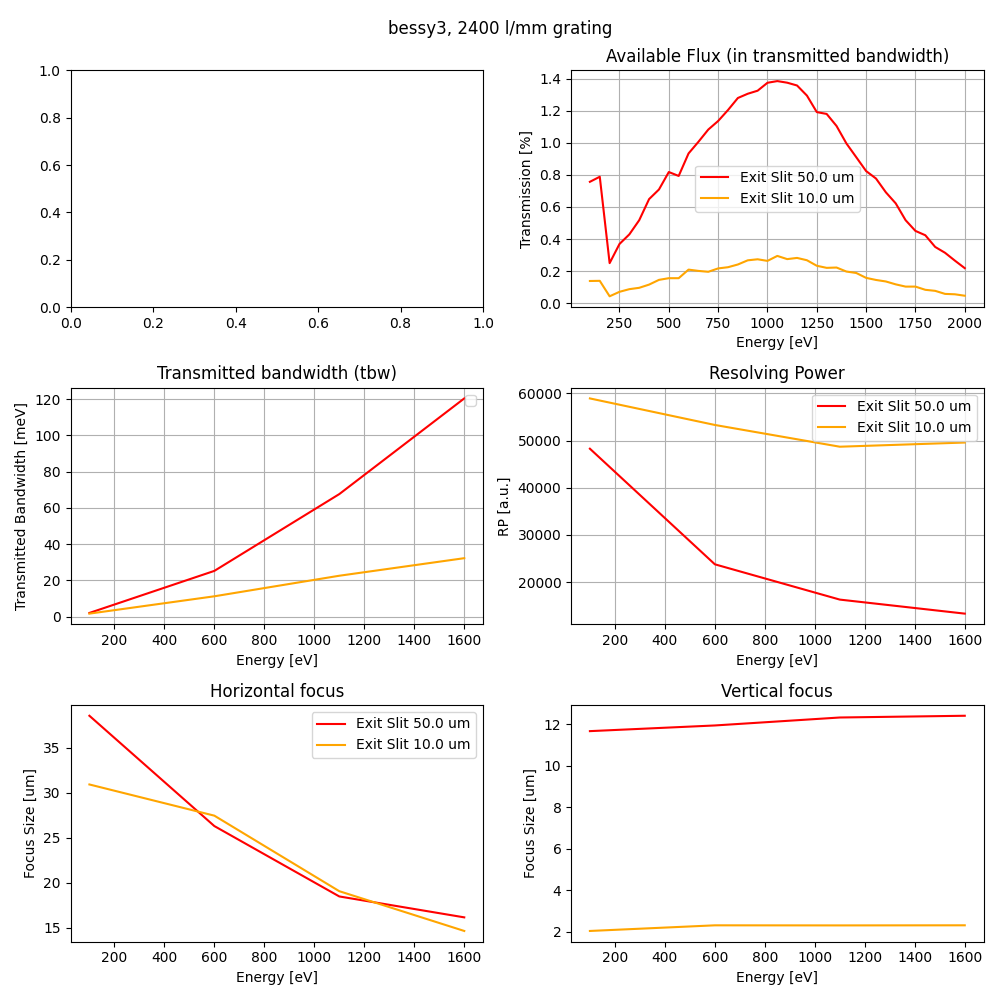 bessy3, 2400 l/mm grating
1.0
0.8
0.6
0.4
0.2
0.0
0.0 0.2 0.4 0.6 0.8 1.0
Available Flux (in transmitted bandwidth)
Transmission [%]
1.4
1.2
1.0
0.8
0.6
0.4
0.2
0.0
Exit Slit 50.0 um
Exit Slit 10.0 um
250 500 750 1000 1250 1500 1750 2000
Energy [eV]
Transmitted bandwidth (tbw)
Transmitted Bandwidth [meV]
120
100
80
60
40
20
0
200 400 600 800 1000 1200 1400 1600
Energy [eV]
Resolving Power
RP [a.u.]
60000
50000
40000
30000
20000
Exit Slit 50.0 um
Exit Slit 10.0 um
200 400 600 800 1000 1200 1400 1600
Energy [eV]
Horizontal focus
Focus Size [um]
35
30
25
20
15
Exit Slit 50.0 um
Exit Slit 10.0 um
200 400 600 800 1000 1200 1400 1600
Energy [eV]
Vertical focus
Focus Size [um]
12
10
8
6
4
2
200 400 600 800 1000 1200 1400 1600
Energy [eV]